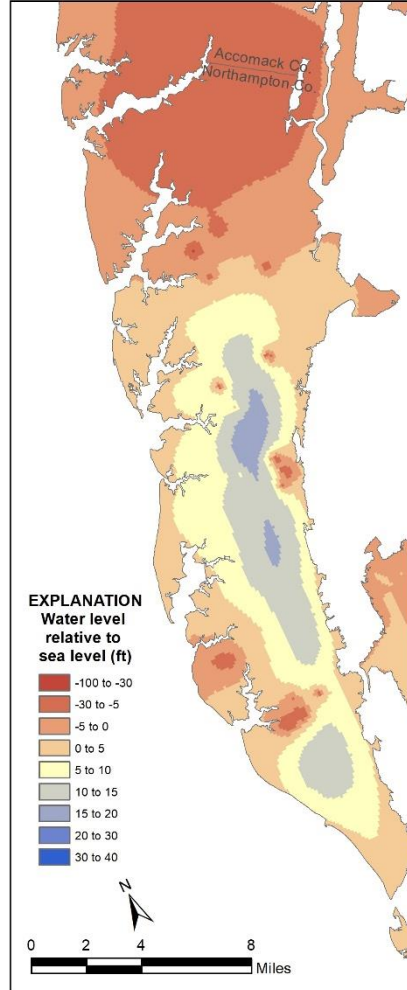 Accomack Co.
Northampton Co.
EXPLANATION
Water level
relative to
sea level (ft)
-100 to -30
-30 to -5
-5 to 0
0 to 5
5 to 10
10 to 15
15 to 20
20 to 30
30 to 40
N
0 2 4 8
Miles